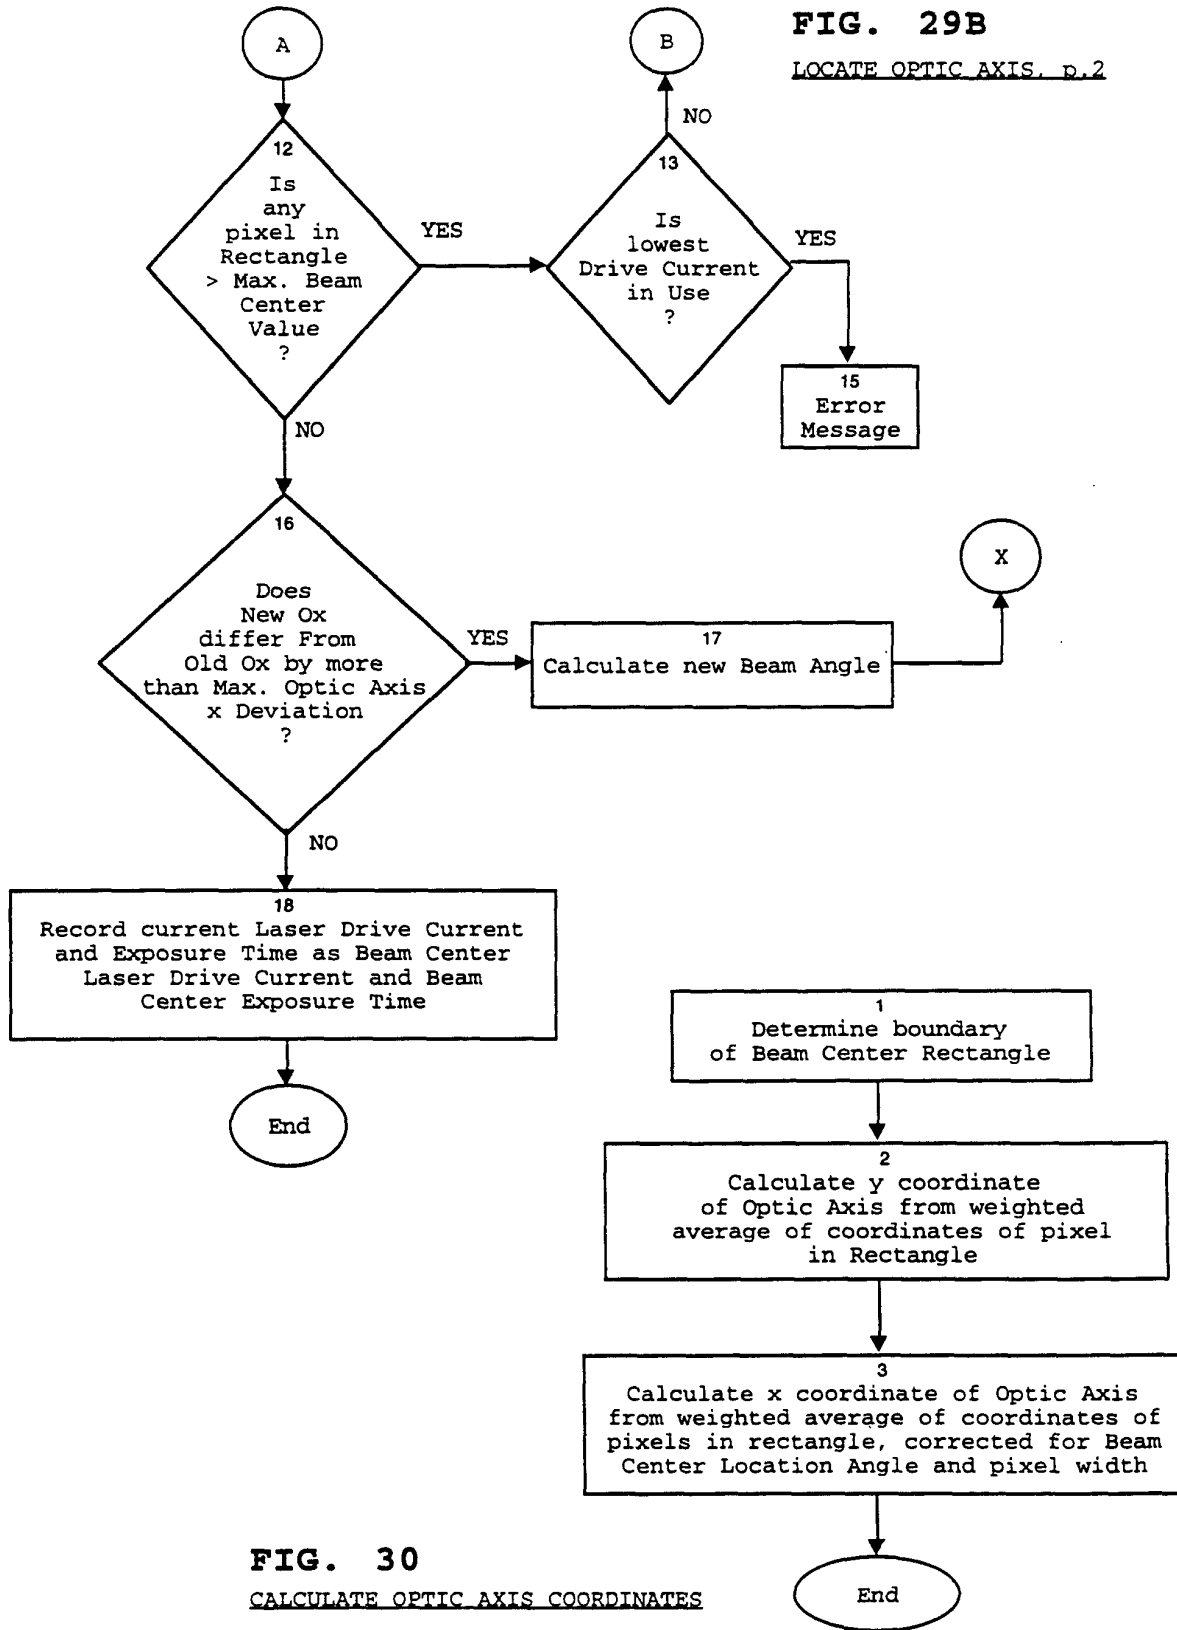 FIG. 29B
LOCATE OPTIC AXIS, p.2
A
B
NO
12
Is
any
pixel in
Rectangle
> Max. Beam
Center
Value
?
YES
13
Is
lowest
Drive Current
in Use
?
YES
15
Error
Message
NO
16
Does
New Ox
differ From
Old Ox by more
than Max. Optic Axis
x Deviation
?
YES
17
Calculate new Beam Angle
X
NO
18
Record current Laser Drive Current
and Exposure Time as Beam Center
Laser Drive Current and Beam
Center Exposure Time
End
1
Determine boundary
of Beam Center Rectangle
2
Calculate y coordinate
of Optic Axis from weighted
average of coordinates of pixel
in Rectangle
3
Calculate x coordinate of Optic Axis
from weighted average of coordinates of
pixels in rectangle, corrected for Beam
Center Location Angle and pixel width
End
FIG. 30
CALCULATE OPTIC AXIS COORDINATES